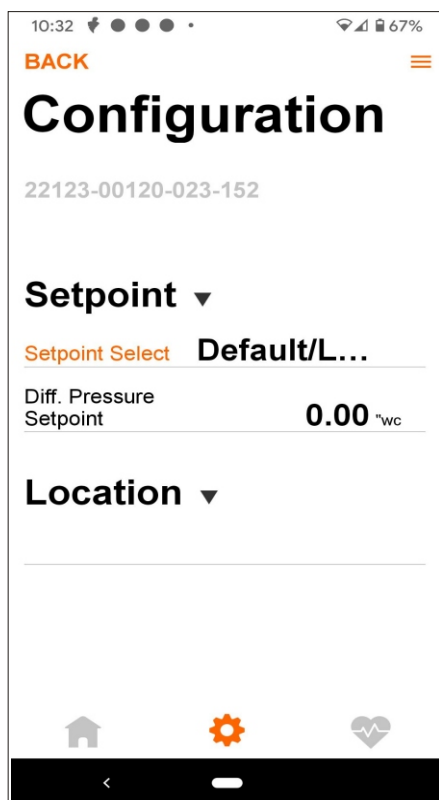 10:32 67%
BACK
Configuration
22123-00120-023-152
Setpoint ▼
Setpoint Select Default/L...
Diff. Pressure
Setpoint 0.00 "wc
Location ▼